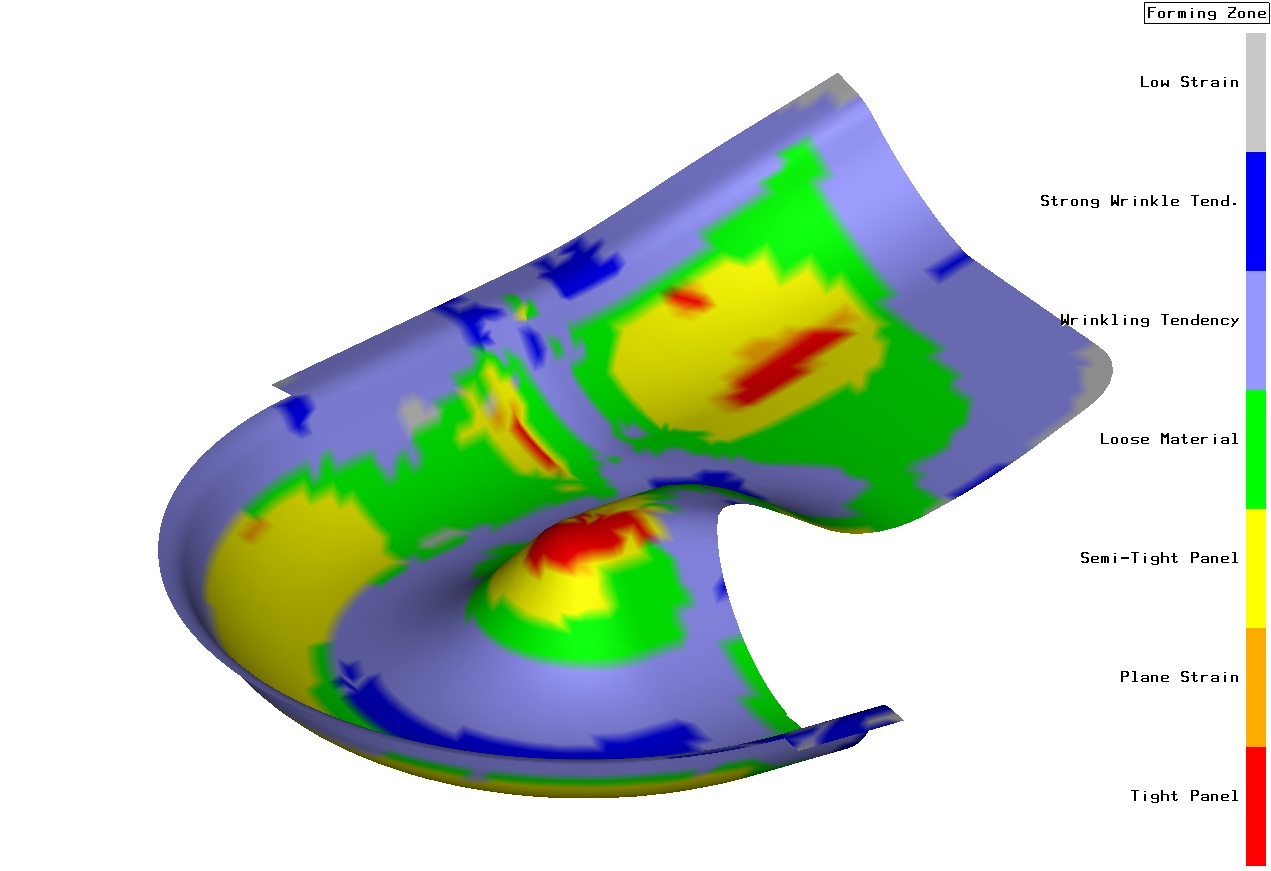 Forming Zone
Low Strain
Strong Wrinkle Tend.
Wrinkling Tendency
Loose Material
Semi-Tight Panel
Plane Strain
Tight Panel